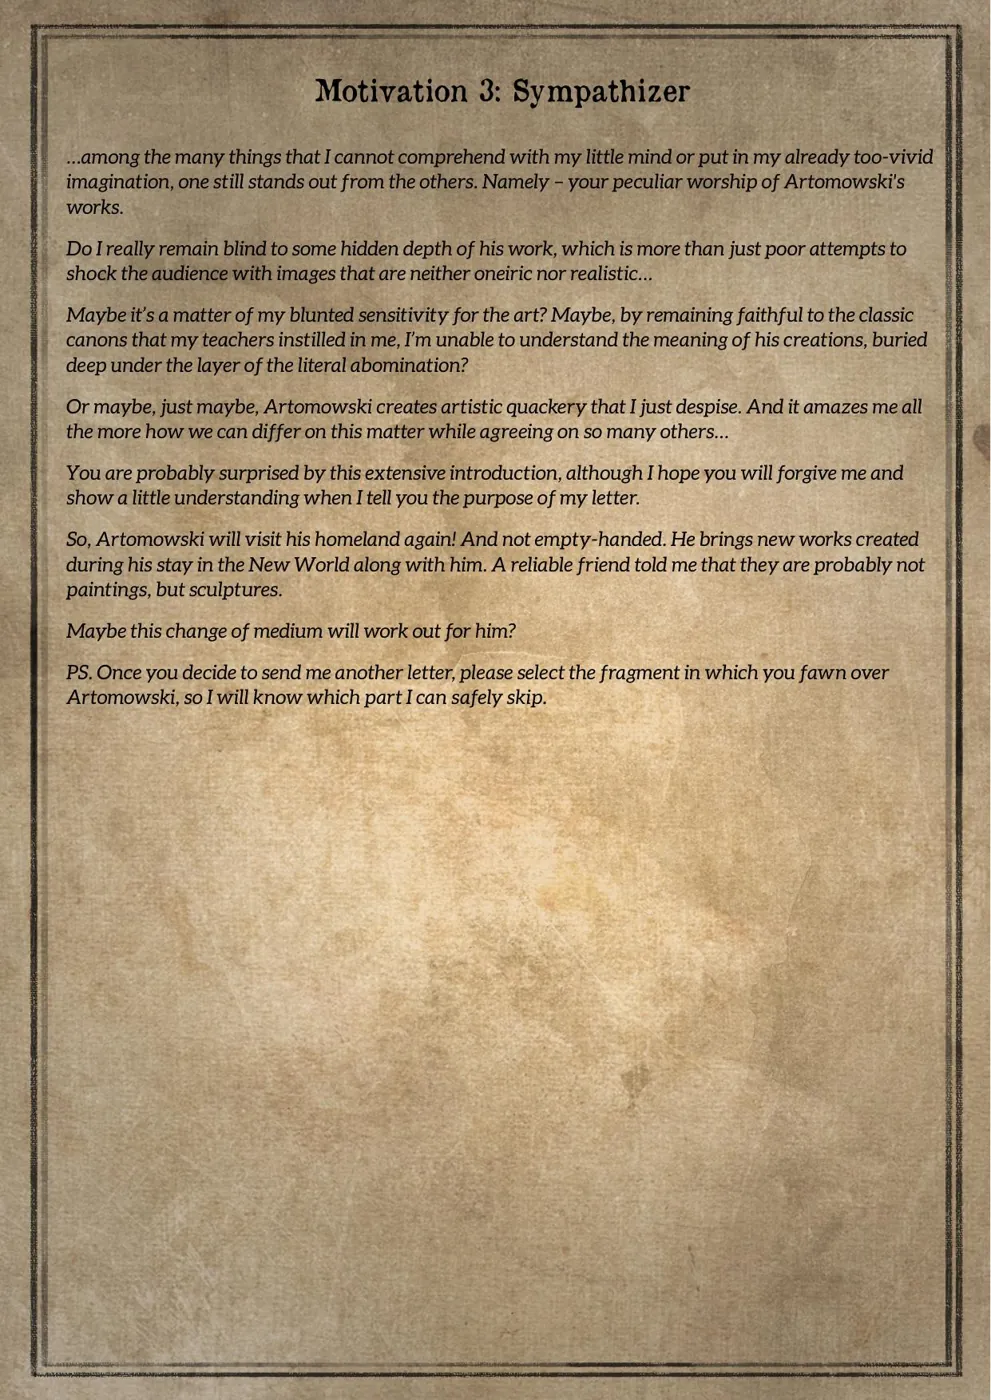 Motivation 3: Sympathizer
…among the many things that I cannot comprehend with my little mind or put in my already too-vivid
imagination, one still stands out from the others. Namely – your peculiar worship of Artomowski's
works.
Do I really remain blind to some hidden depth of his work, which is more than just poor attempts to
shock the audience with images that are neither oneiric nor realistic…
Maybe it’s a matter of my blunted sensitivity for the art? Maybe, by remaining faithful to the classic
canons that my teachers instilled in me, I’m unable to understand the meaning of his creations, buried
deep under the layer of the literal abomination?
Or maybe, just maybe, Artomowski creates artistic quackery that I just despise. And it amazes me all
the more how we can differ on this matter while agreeing on so many others…
You are probably surprised by this extensive introduction, although I hope you will forgive me and
show a little understanding when I tell you the purpose of my letter.
So, Artomowski will visit his homeland again! And not empty-handed. He brings new works created
during his stay in the New World along with him. A reliable friend told me that they are probably not
paintings, but sculptures.
Maybe this change of medium will work out for him?
PS. Once you decide to send me another letter, please select the fragment in which you fawn over
Artomowski, so I will know which part I can safely skip.